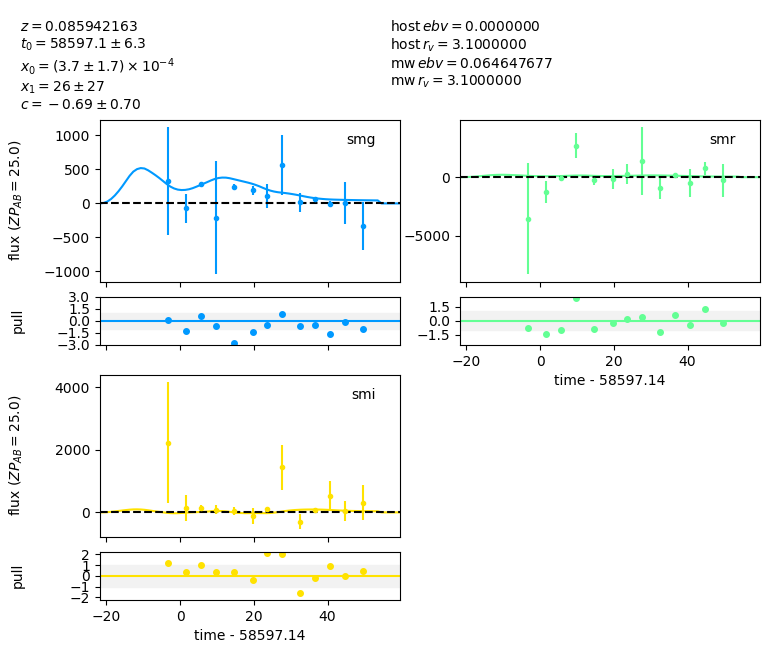 z = 0.085942163
t₀ = 58597.1 ± 6.3
x₀ = (3.7 ± 1.7) × 10⁻⁴
x₁ = 26 ± 27
c = −0.69 ± 0.70
host ebv = 0.0000000
host r_v = 3.1000000
mw ebv = 0.064647677
mw r_v = 3.1000000
flux (ZP_AB = 25.0)
1000
500
0
−500
−1000
smg
smr
0
−5000
pull
3.0
1.5
0.0
−1.5
−3.0
1.5
0.0
−1.5
−20
0
20
40
time - 58597.14
flux (ZP_AB = 25.0)
4000
2000
0
smi
pull
2
1
0
−1
−2
−20
0
20
40
time - 58597.14